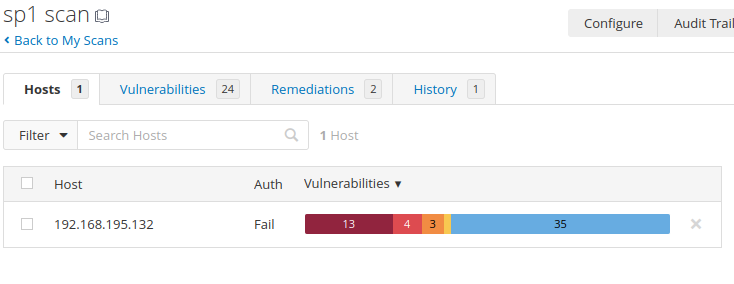 sp1 scan
Configure
Audit Trail
Back to My Scans
Hosts 1
Vulnerabilities 24
Remediations 2
History 1
Filter
Search Hosts
1 Host
Host Auth Vulnerabilities
192.168.195.132 Fail 13 4 3 35